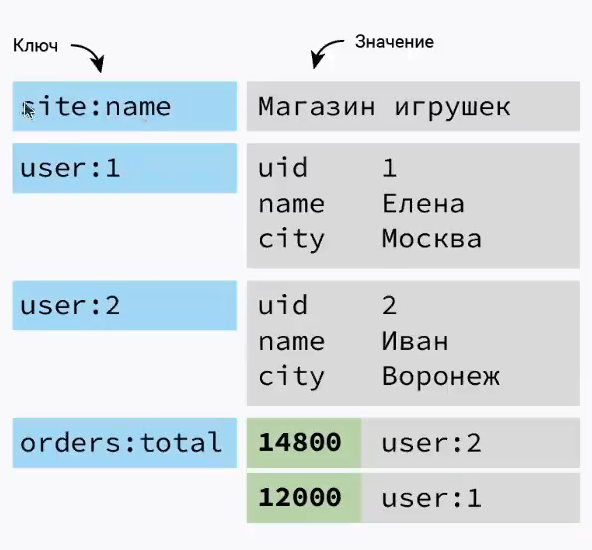 Ключ
Значение
site:name Магазин игрушек
user:1 uid 1
name Елена
city Москва
user:2 uid 2
name Иван
city Воронеж
orders:total 14800 user:2
12000 user:1